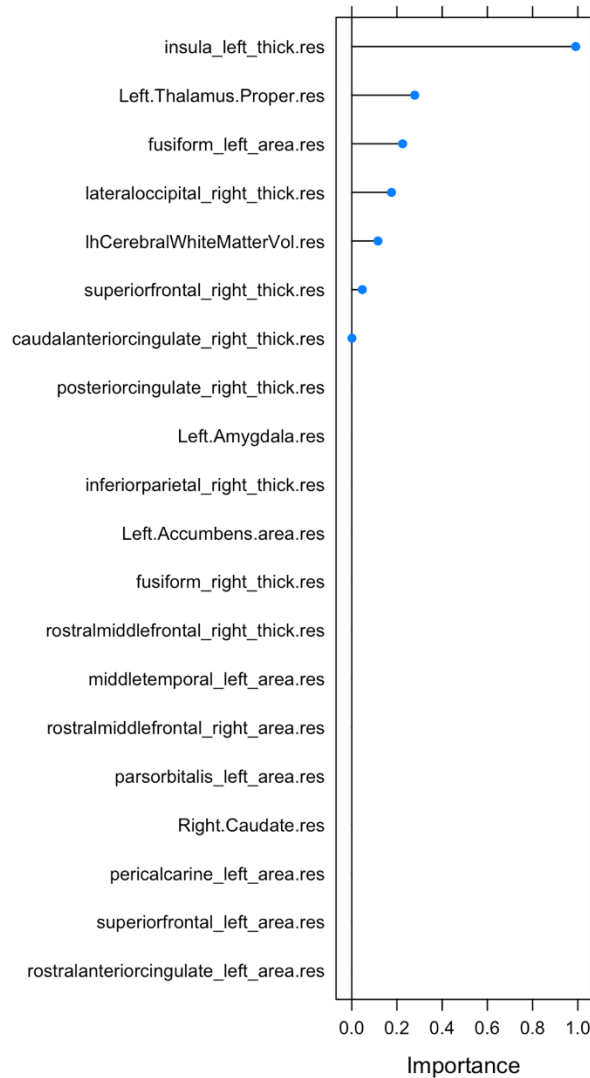 insula_left_thick.res
Left.Thalamus.Proper.res
fusiform_left_area.res
lateraloccipital_right_thick.res
lhCerebralWhiteMatterVol.res
superiorfrontal_right_thick.res
caudalanteriorcingulate_right_thick.res
posteriorcingulate_right_thick.res
Left.Amygdala.res
inferiorparietal_right_thick.res
Left.Accumbens.area.res
fusiform_right_thick.res
rostralmiddlefrontal_right_thick.res
middletemporal_left_area.res
rostralmiddlefrontal_right_area.res
parsorbitalis_left_area.res
Right.Caudate.res
pericalcarine_left_area.res
superiorfrontal_left_area.res
rostralanteriorcingulate_left_area.res
0.0 0.2 0.4 0.6 0.8 1.0
Importance